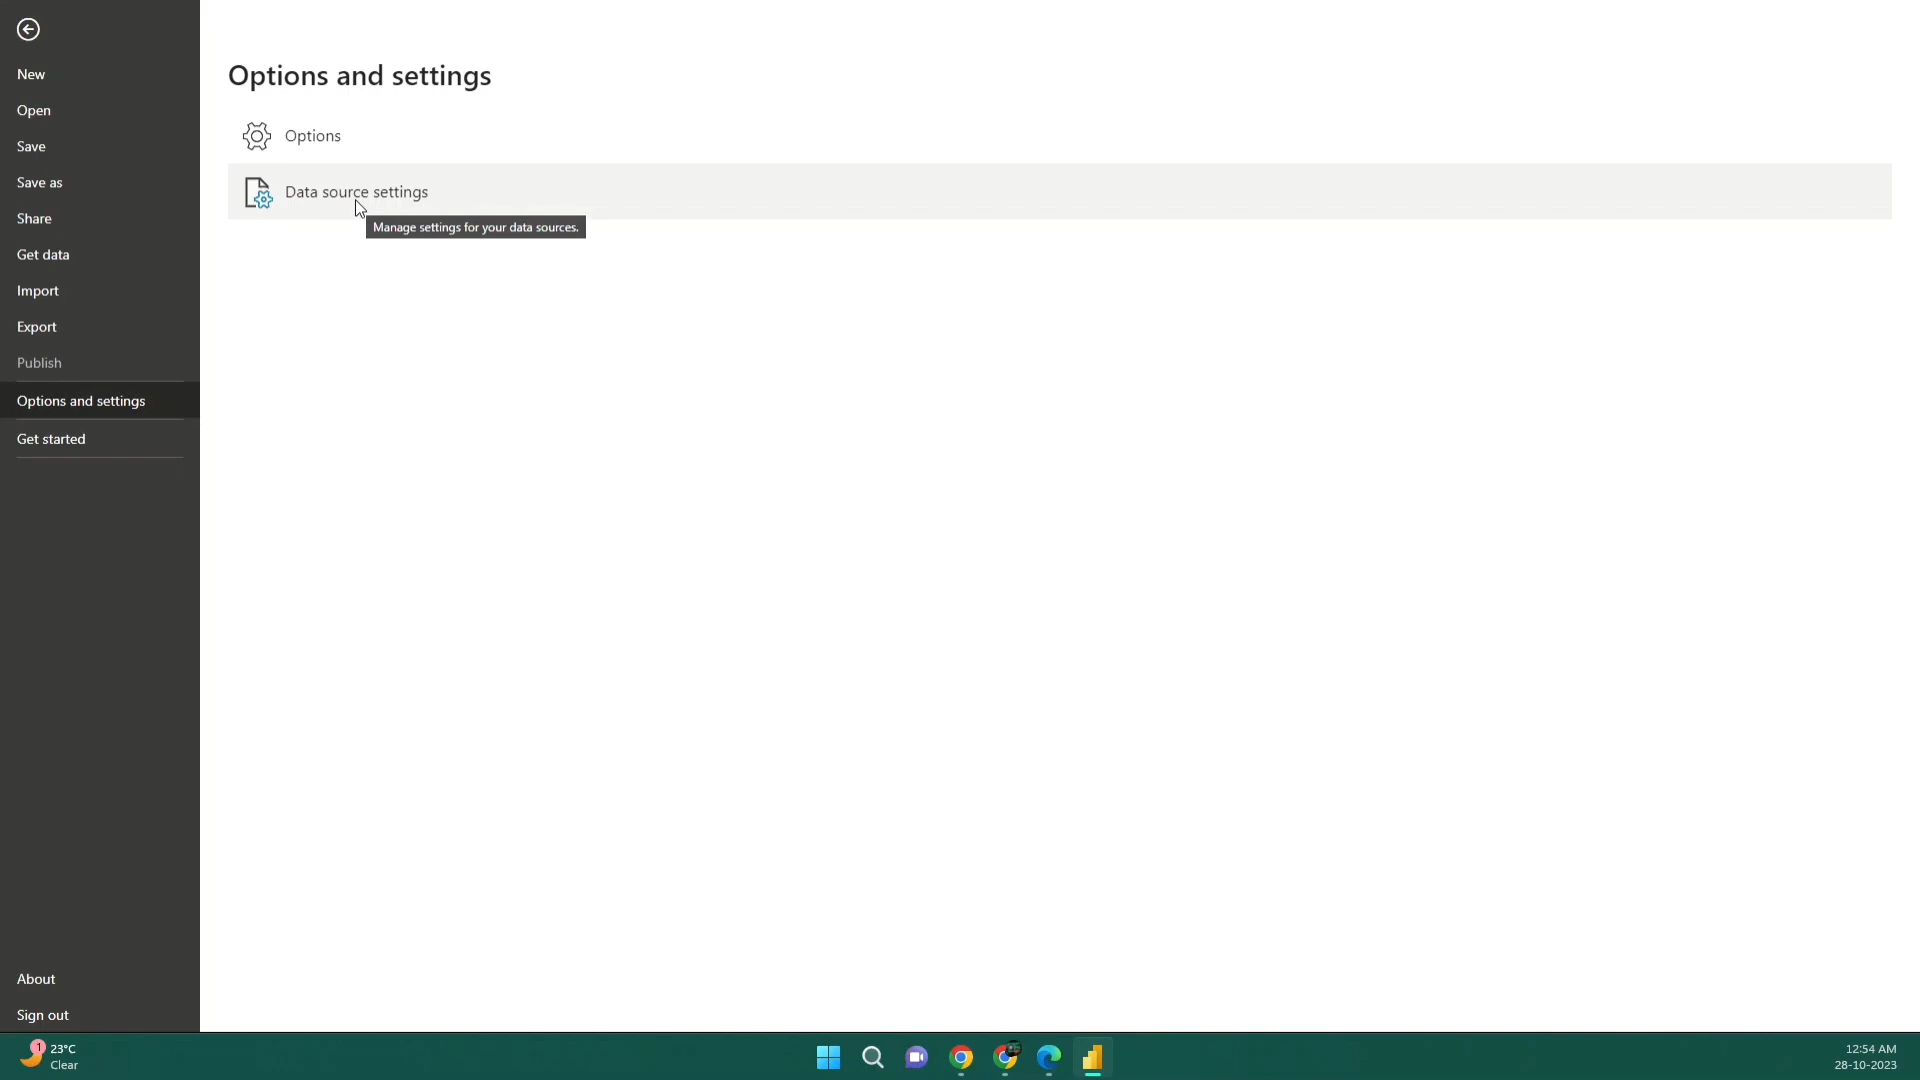 New
Open
Save
Save as
Share
Get data
Import
Export
Publish
Options and settings
Get started
About
Sign out
Options and settings
Options
Data source settings
Manage settings for your data sources.
1
23°C
Clear
12:54 AM
28-10-2023